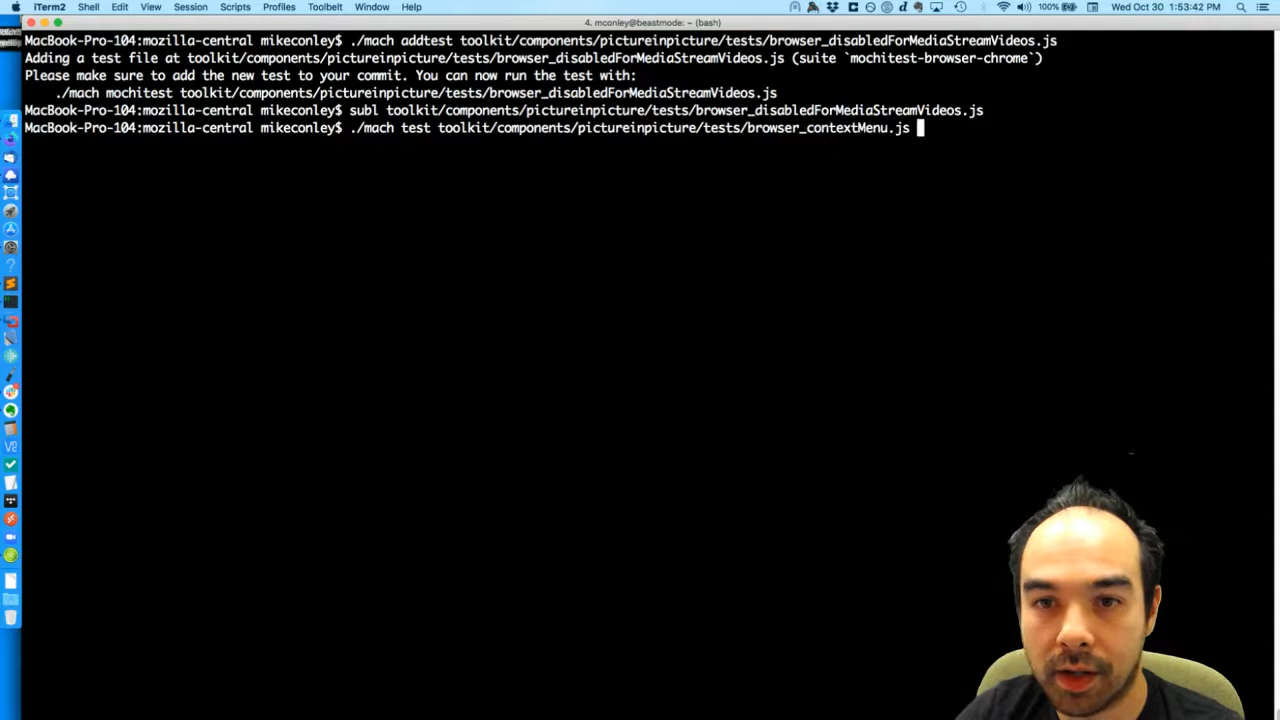 iTerm2 Shell Edit View Session Scripts Profiles Toolbelt Window Help 100% Wed Oct 30 1:53:42 PM
4. mconley@beastmode: ~ (bash)
MacBook-Pro-104:mozilla-central mikeconley$ ./mach addtest toolkit/components/pictureinpicture/tests/browser_disabledForMediaStreamVideos.js
Adding a test file at toolkit/components/pictureinpicture/tests/browser_disabledForMediaStreamVideos.js (suite `mochitest-browser-chrome`)
Please make sure to add the new test to your commit. You can now run the test with:
    ./mach mochitest toolkit/components/pictureinpicture/tests/browser_disabledForMediaStreamVideos.js
MacBook-Pro-104:mozilla-central mikeconley$ subl toolkit/components/pictureinpicture/tests/browser_disabledForMediaStreamVideos.js
MacBook-Pro-104:mozilla-central mikeconley$ ./mach test toolkit/components/pictureinpicture/tests/browser_contextMenu.js